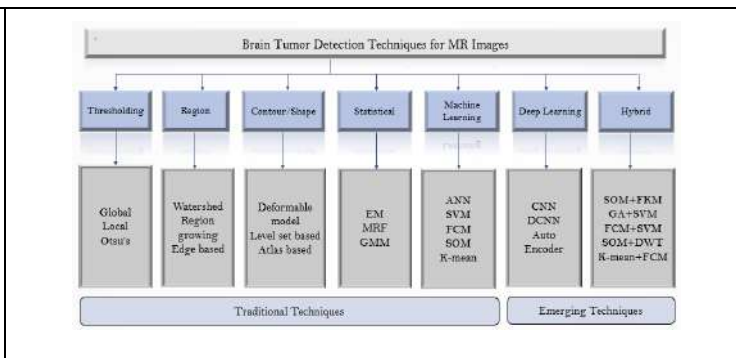 Brain Tumor Detection Techniques for MR Images
Thresholding
Region
Contour/Shape
Statistical
Machine
Learning
Deep Learning
Hybrid
Global
Local
Otsu's
Watershed
Region
growing
Edge based
Deformable
model
Level set based
Atlas based
EM
MRF
GMM
ANN
SVM
FCM
SOM
K-mean
CNN
DCNN
Auto
Encoder
SOM+FKM
GA+SVM
FCM+SVM
SOM+DWT
K-mean+FCM
Traditional Techniques
Emerging Techniques